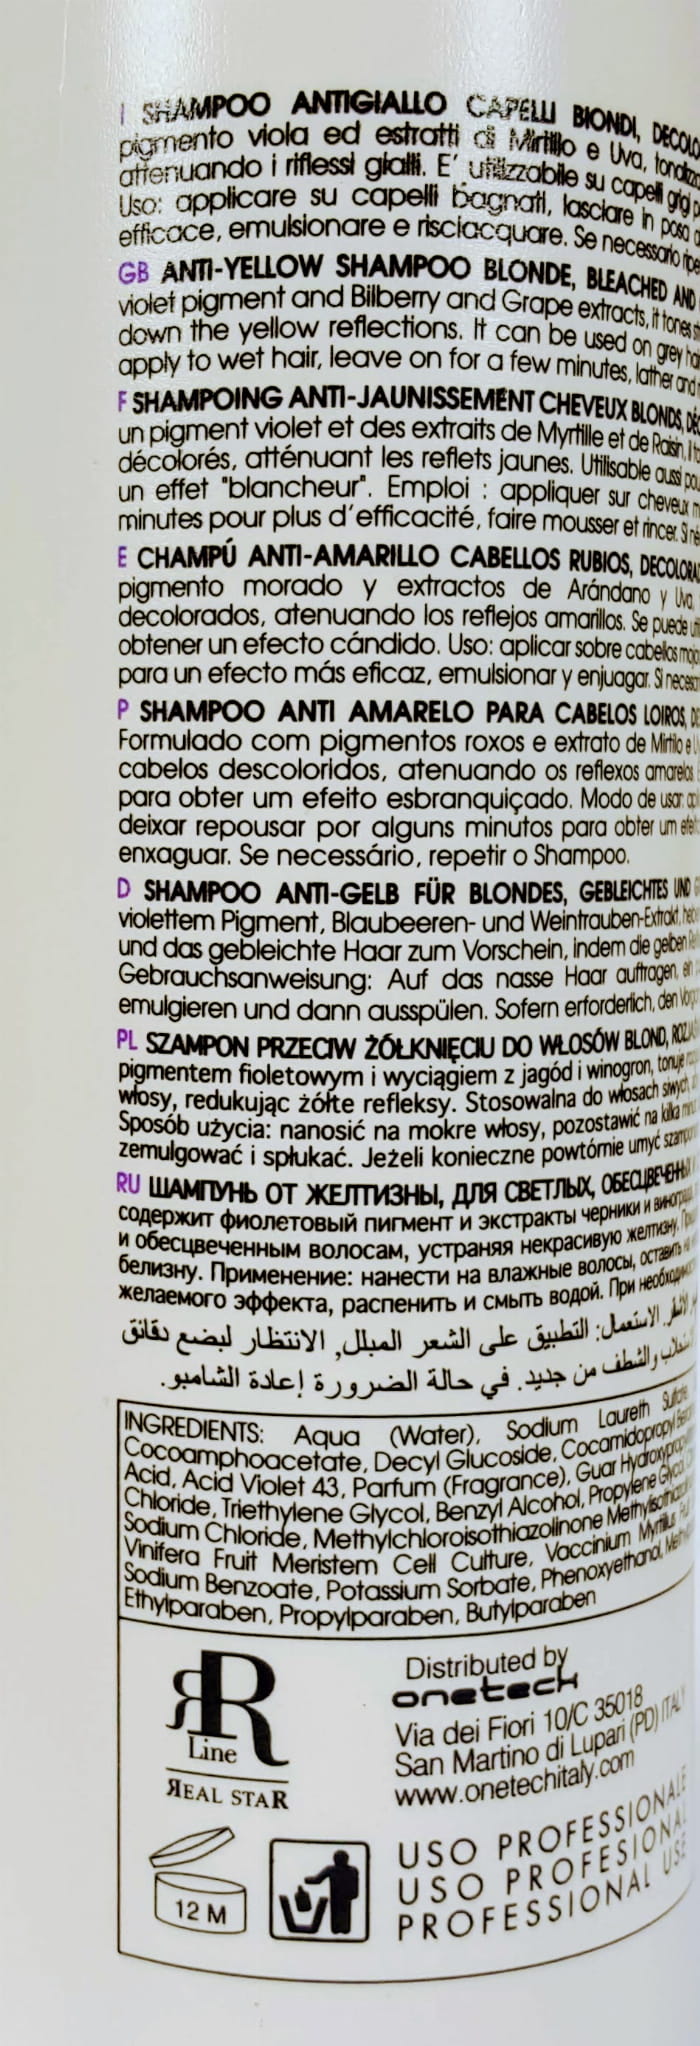 I SHAMPOO ANTIGIALLO CAPELLI BIONDI,
pigmento viola ed estratti di Mirtillo e Uva,
attenuando i riflessi gialli. E' utilizzabile su capelli grigi
Uso: applicare su capelli bagnati, lasciare in posa
efficace, emulsionare e risciacquare. Se necessario
GB ANTI-YELLOW SHAMPOO BLONDE, BLEACHED AND
violet pigment and Bilberry and Grape extracts, it tones
down the yellow reflections. It can be used on grey
apply to wet hair, leave on for a few minutes, lather and
F SHAMPOING ANTI-JAUNISSEMENT CHEVEUX BLONDS,
un pigment violet et des extraits de Myrtille et de Raisin, il
décolorés, atténuant les reflets jaunes. Utilisable aussi
un effet "blancheur". Emploi : appliquer sur cheveux
minutes pour plus d'efficacité, faire mousser et rincer. Si
E CHAMPÚ ANTI-AMARILLO CABELLOS RUBIOS,
pigmento morado y extractos de Arándano y Uva,
decolorados, atenuando los reflejos amarillos. Se puede
obtener un efecto cándido. Uso: aplicar sobre cabellos
para un efecto más eficaz, emulsionar y enjuagar. Si
P SHAMPOO ANTI AMARELO PARA CABELOS LOIROS,
Formulado com pigmentos roxos e extrato de Mirtilo e
cabelos descoloridos, atenuando os reflexos amarelos.
para obter um efeito esbranquiçado. Modo de usar:
deixar repousar por alguns minutos para obter um
enxaguar. Se necessário, repetir o Shampoo.
D SHAMPOO ANTI-GELB FÜR BLONDES, GEBLEICHTES UND
violettem Pigment, Blaubeeren- und Weintrauben-Extrakt,
und das gebleichte Haar zum Vorschein, indem die gelben
Gebrauchsanweisung: Auf das nasse Haar auftragen, ein
emulgieren und dann ausspülen. Sofern erforderlich, den
PL SZAMPON PRZECIW ŻÓŁKNIĘCIU DO WŁOSÓW BLOND,
pigmentem fioletowym i wyciągiem z jagód i winogron, tonuje
włosy, redukując żółte refleksy. Stosowalna do włosach siwych,
Sposób użycia: nanosić na mokre włosy, pozostawić na kilka
zemulgować i spłukać. Jeżeli konieczne powtórnie umyć
RU ШАМПУНЬ ОТ ЖЕЛТИЗНЫ, ДЛЯ СВЕТЛЫХ,
содержит фиолетовый пигмент и экстракты черники и
и обесцвеченным волосам, устраняя некрасивую желтизну.
белизну. Применение: нанести на влажные волосы, оставить
желаемого эффекта, распенить и смыть водой. При
الاستعمال: التطبيق على الشعر المبلل, الانتظار لبضع دقائق
والشطف من جديد. في حالة الضرورة إعادة الشامبو.
INGREDIENTS: Aqua (Water), Sodium Laureth
Cocoamphoacetate, Decyl Glucoside, Cocamidopropyl
Acid, Acid Violet 43, Parfum (Fragrance), Guar
Chloride, Triethylene Glycol, Benzyl Alcohol, Propylene Glycol,
Sodium Chloride, Methylchloroisothiazolinone
Vinifera Fruit Meristem Cell Culture, Vaccinium Myrtillus
Sodium Benzoate, Potassium Sorbate, Phenoxyethanol,
Ethylparaben, Propylparaben, Butylparaben
RR
Line
REAL STAR
Distributed by
onetech
Via dei Fiori 10/C 35018
San Martino di Lupari (PD) ITALY
www.onetechitaly.com
12 M
USO PROFESSIONALE
USO PROFESIONAL
PROFESSIONAL USE